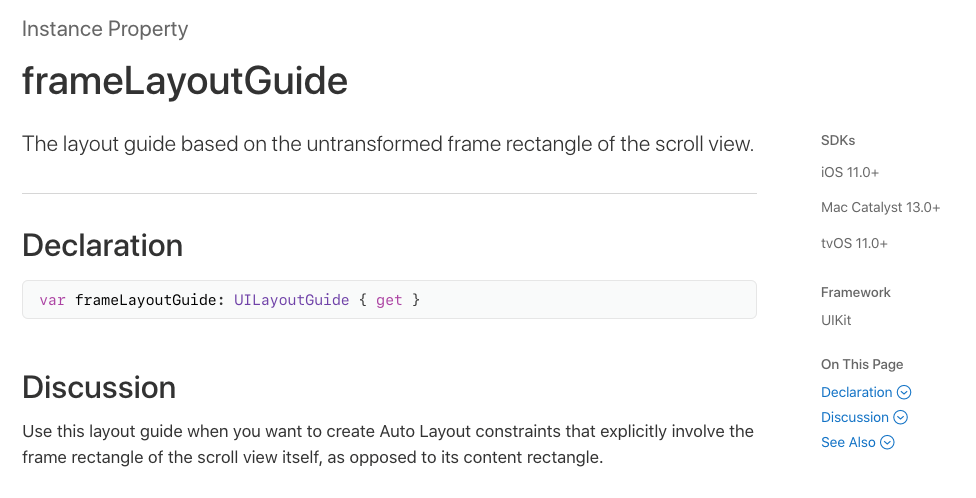 Instance Property
frameLayoutGuide
The layout guide based on the untransformed frame rectangle of the scroll view.
Declaration
var frameLayoutGuide: UILayoutGuide { get }
Discussion
Use this layout guide when you want to create Auto Layout constraints that explicitly involve the
frame rectangle of the scroll view itself, as opposed to its content rectangle.
SDKs
iOS 11.0+
Mac Catalyst 13.0+
tvOS 11.0+
Framework
UIKit
On This Page
Declaration
Discussion
See Also